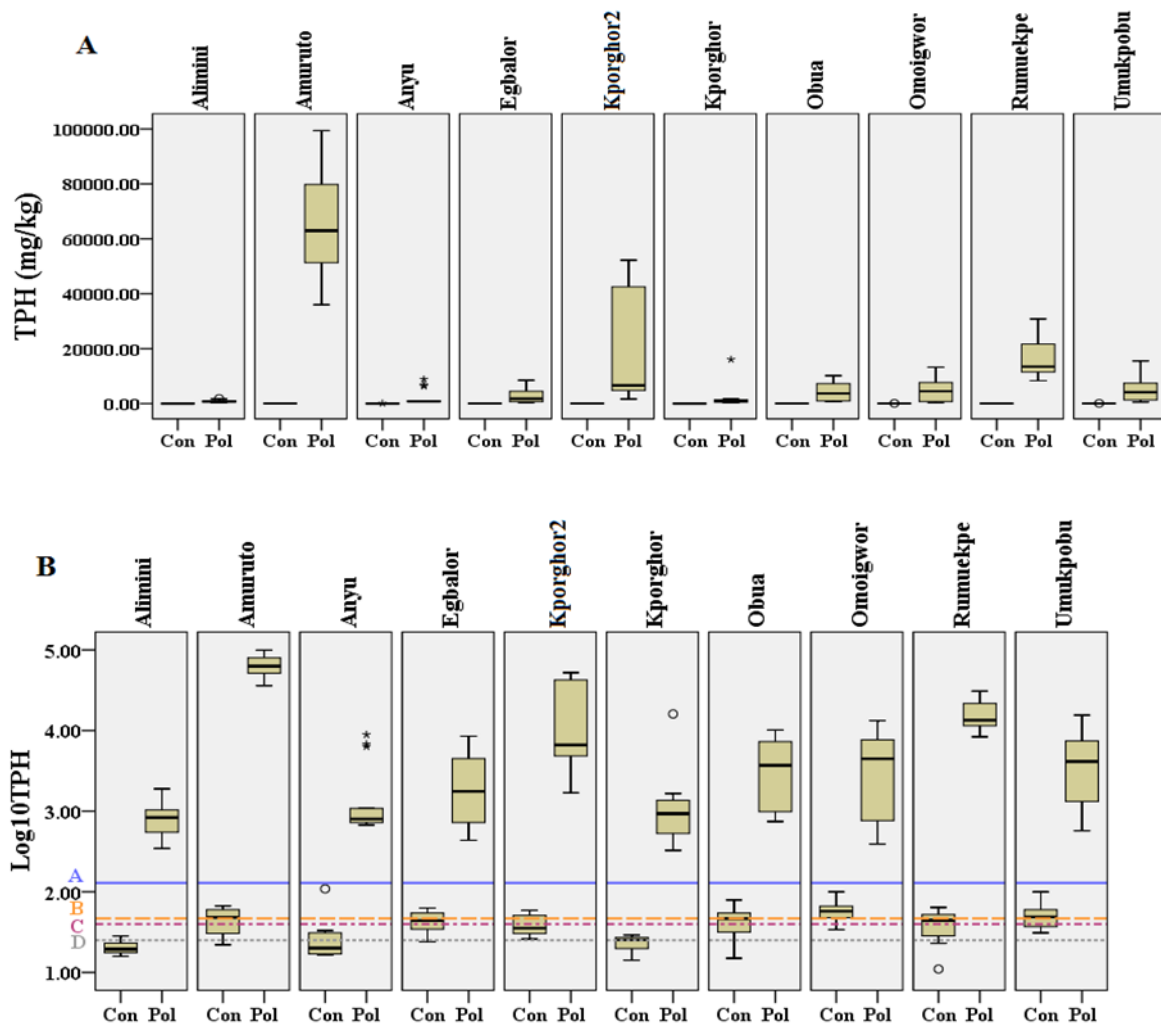 A
Alimini
Amuruto
Anyu
Egbalor
Kporghor2
Kporghor
Obua
Omoigwor
Rumuekpe
Umukpobu
TPH (mg/kg)
100000.00
80000.00
60000.00
40000.00
20000.00
0.00
Con Pol Con Pol Con Pol Con Pol Con Pol Con Pol Con Pol Con Pol Con Pol Con Pol
B
Alimini
Amuruto
Anyu
Egbalor
Kporghor2
Kporghor
Obua
Omoigwor
Rumuekpe
Umukpobu
Log10TPH
5.00
4.00
3.00
A
2.00
B
C
D
1.00
Con Pol Con Pol Con Pol Con Pol Con Pol Con Pol Con Pol Con Pol Con Pol Con Pol